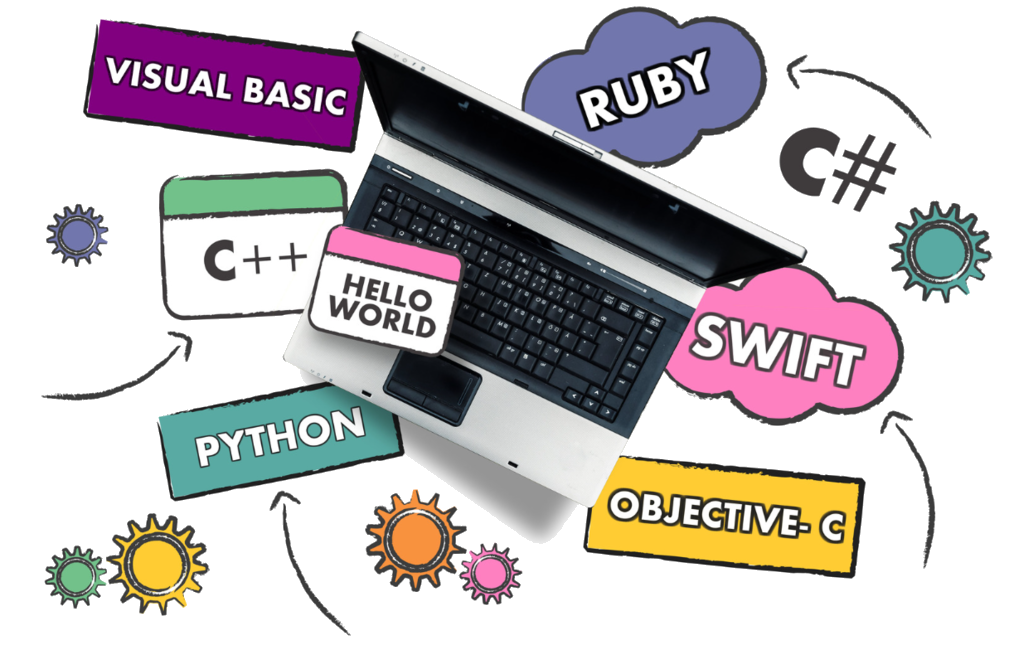 VISUAL BASIC
RUBY
C#
C++
HELLO
WORLD
SWIFT
PYTHON
OBJECTIVE- C